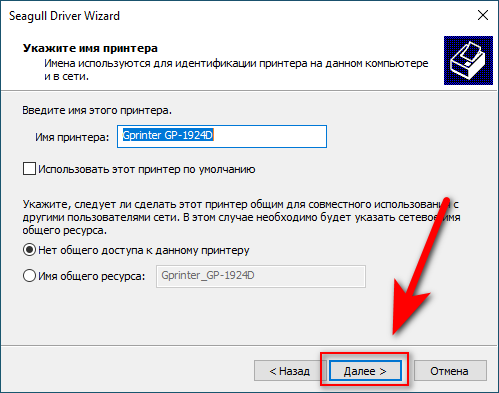 Seagull Driver Wizard
Укажите имя принтера
Имена используются для идентификации принтера на данном компьютере
и в сети.
Введите имя этого принтера.
Имя принтера: Gprinter GP-1924D
Использовать этот принтер по умолчанию
Укажите, следует ли сделать этот принтер общим для совместного использования с
другими пользователями сети. В этом случае необходимо будет указать сетевое имя
общего ресурса.
Нет общего доступа к данному принтеру
Имя общего ресурса: Gprinter_GP-1924D
< Назад Далее > Отмена